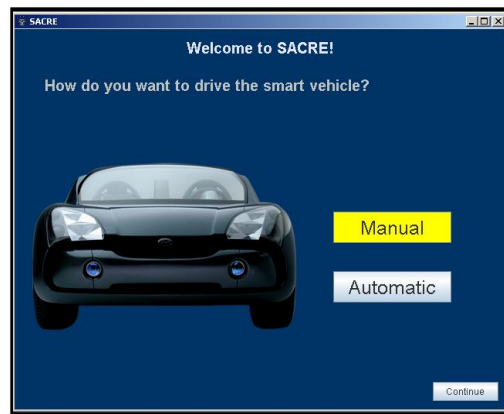 SACRE
Welcome to SACRE!
How do you want to drive the smart vehicle?
Manual
Automatic
Continue